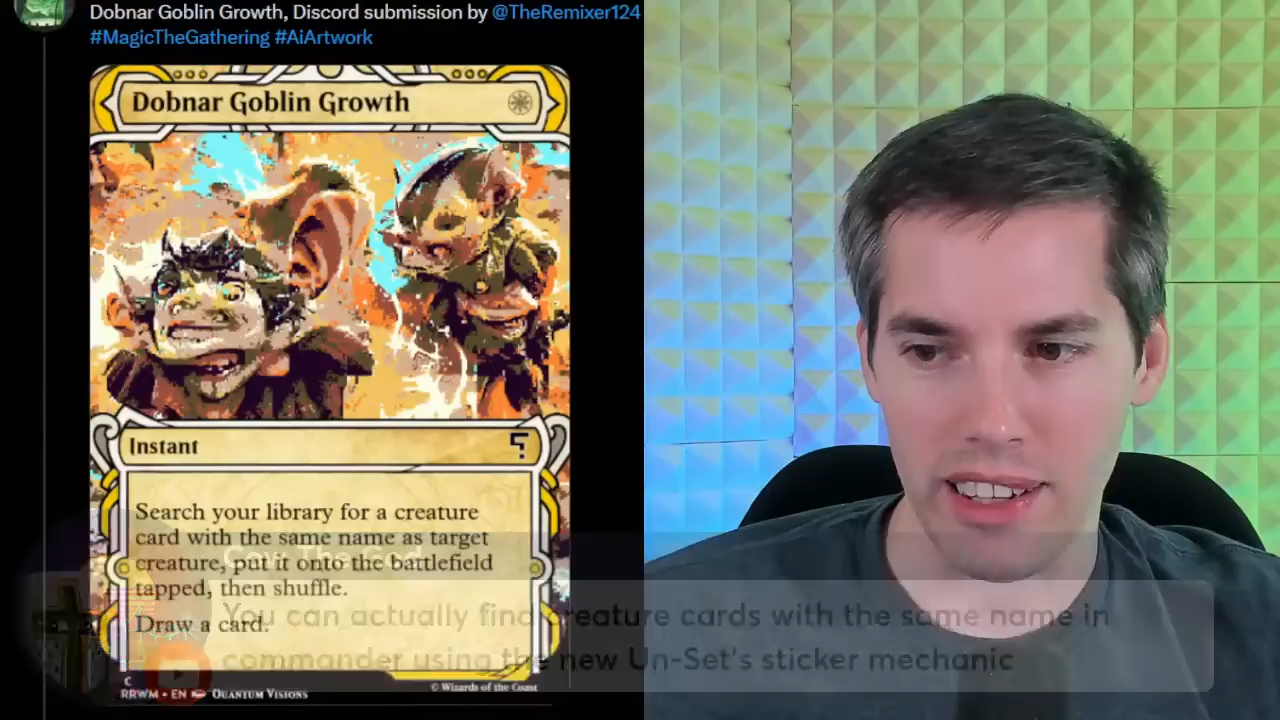 Dobnar Goblin Growth, Discord submission by @TheRemixer124
#MagicTheGathering #AiArtwork
Dobnar Goblin Growth
Instant
Search your library for a creature
card with the same name as target
creature, put it onto the battlefield
tapped, then shuffle.
Draw a card.
Cow The God
You can actually find creature cards with the same name in
commander using the new Un-Set's sticker mechanic
C
RRWM • EN QUANTUM VISIONS
© Wizards of the Coast